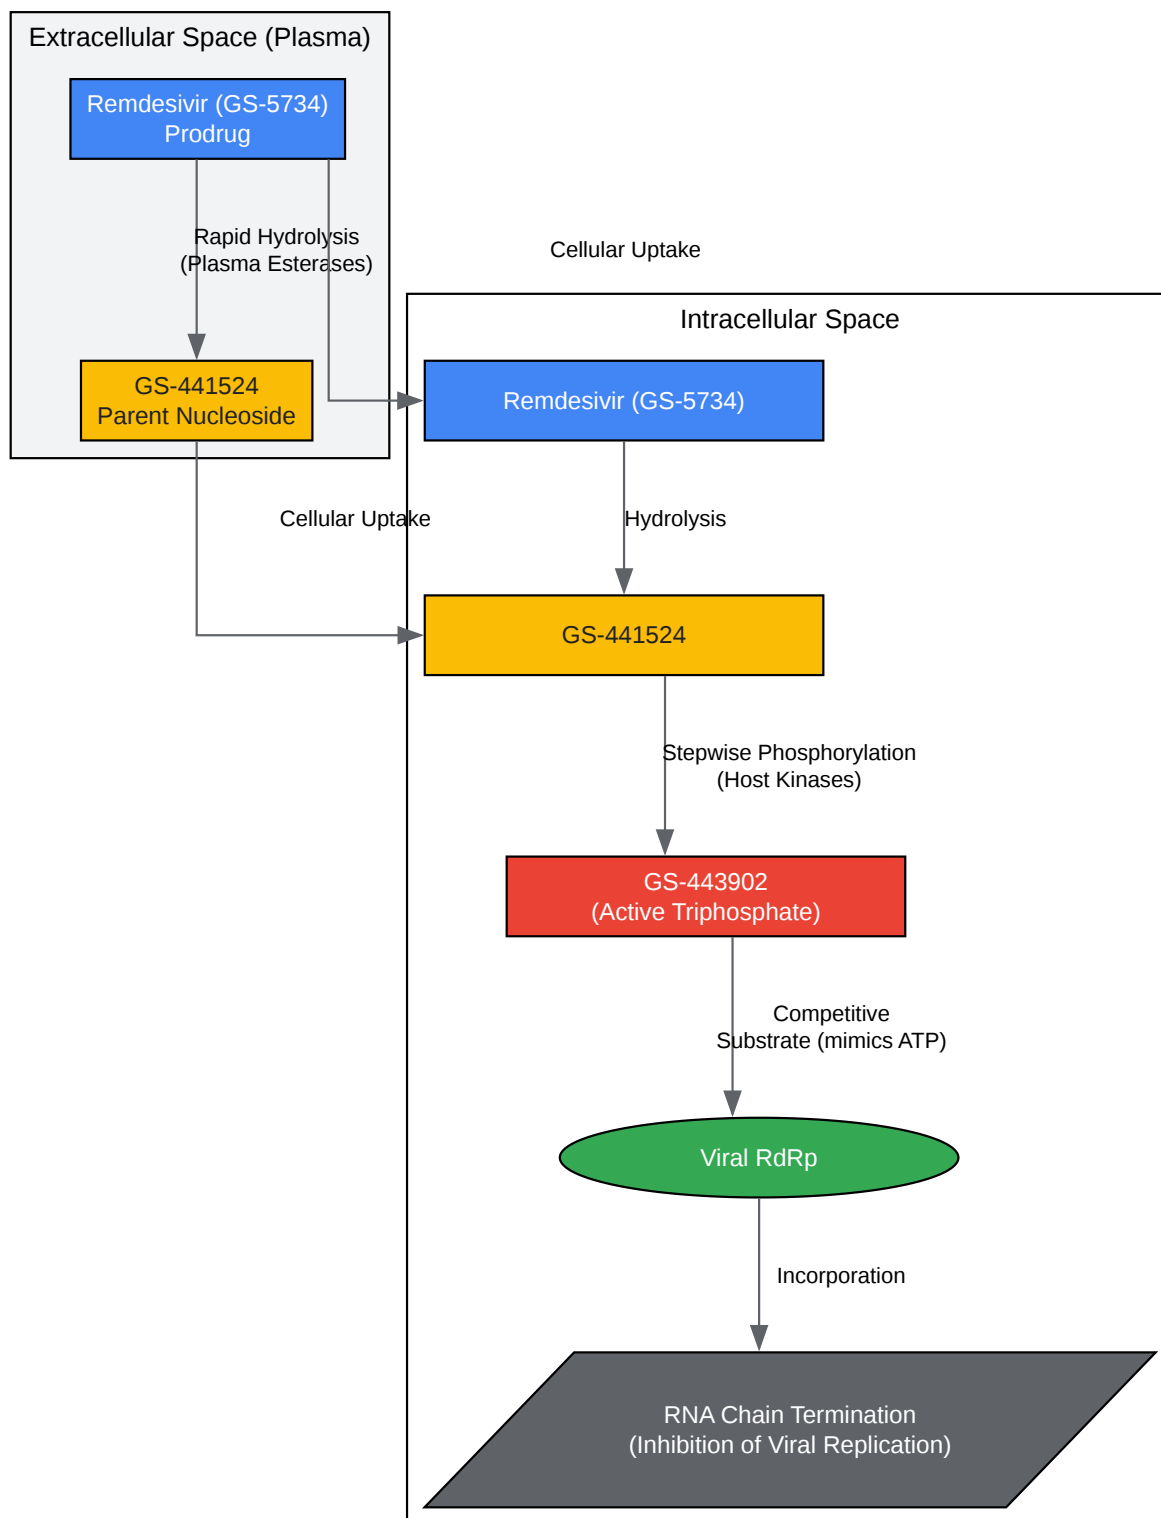 Extracellular Space (Plasma)
Remdesivir (GS-5734)
Prodrug
Rapid Hydrolysis
(Plasma Esterases)
Cellular Uptake
Intracellular Space
GS-441524
Parent Nucleoside
Remdesivir (GS-5734)
Cellular Uptake
Hydrolysis
GS-441524
Stepwise Phosphorylation
(Host Kinases)
GS-443902
(Active Triphosphate)
Competitive
Substrate (mimics ATP)
Viral RdRp
Incorporation
RNA Chain Termination
(Inhibition of Viral Replication)